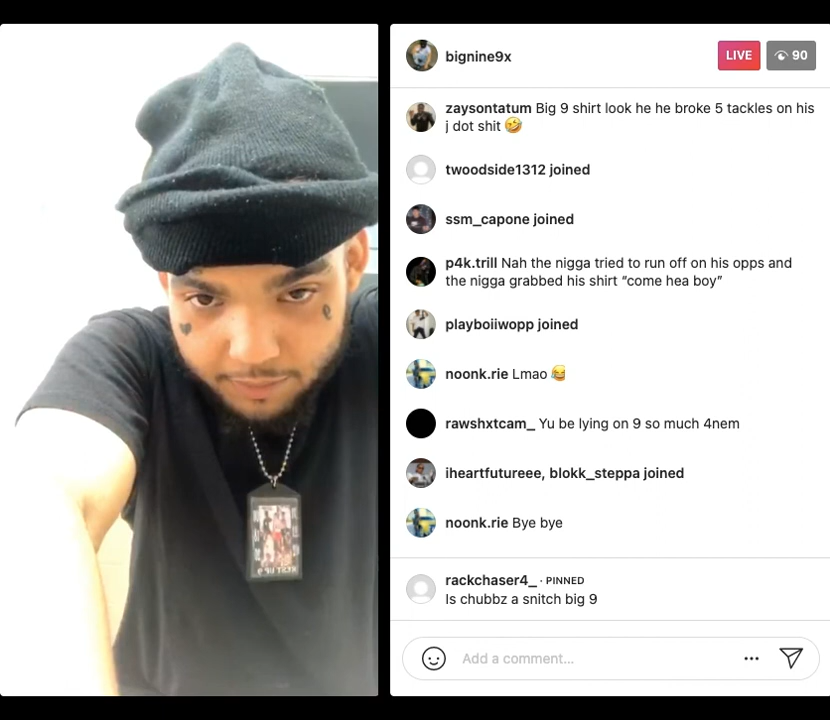 bignine9x
LIVE
90
zaysontatum Big 9 shirt look he he broke 5 tackles on his
j dot shit 🤣
twoodside1312 joined
ssm_capone joined
p4k.trill Nah the nigga tried to run off on his opps and
the nigga grabbed his shirt “come hea boy”
playboiiwopp joined
noonk.rie Lmao 😂
rawshxtcam_ Yu be lying on 9 so much 4nem
iheartfutureee, blokk_steppa joined
noonk.rie Bye bye
rackchaser4_ · PINNED
Is chubbz a snitch big 9
Add a comment...